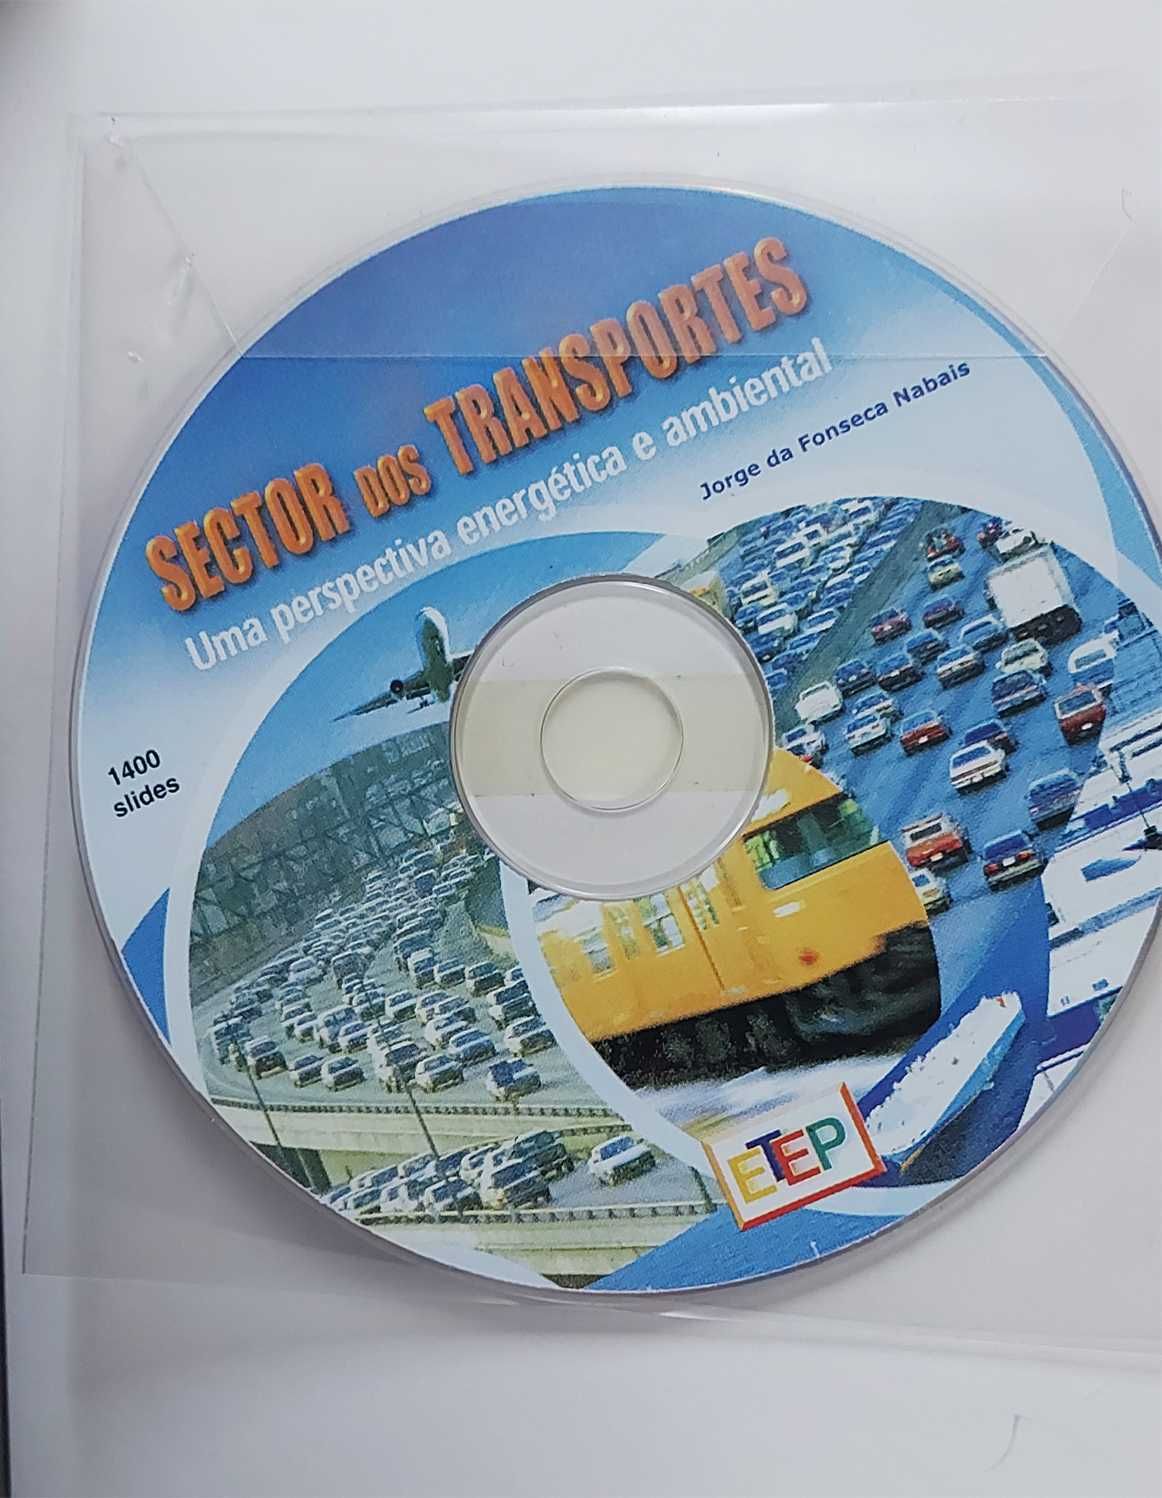 SECTOR DOS TRANSPORTES
Uma perspectiva energética e ambiental
Jorge da Fonseca Nabais
1400
slides
ETEP